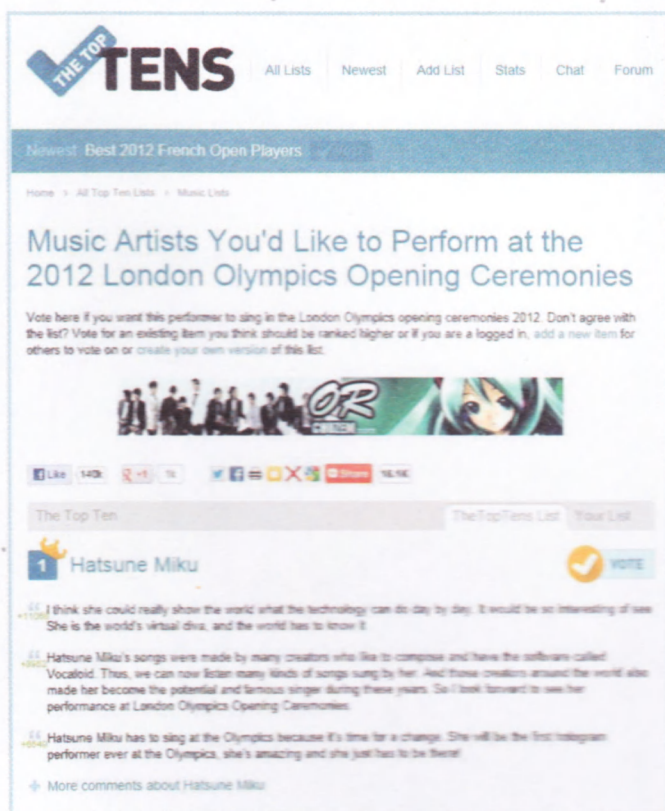 THE TOP
TENS
All Lists Newest Add List Stats Chat Forum
Newest Best 2012 French Open Players
Home > All Top Ten Lists > Music Lists
Music Artists You'd Like to Perform at the
2012 London Olympics Opening Ceremonies
Vote here if you want this performer to sing in the London Olympics opening ceremonies 2012. Don't agree with
the list? Vote for an existing item you think should be ranked higher or if you are a logged in, add a new item for
others to vote on or create your own version of this list.
OR
Like 140k +1 1k Share 16.1K
The Top Ten TheTopTens List Your List
1 Hatsune Miku VOTE
I think she could really show the world what the technology can do day by day. It would be so interesting of see
She is the world's virtual diva, and the world has to know it
Hatsune Miku's songs were made by many creators who like to compose and have the software called
Vocaloid. Thus, we can now listen many kinds of songs sung by her. And those creators around the world also
made her become the potential and famous singer during these years. So I look forward to see her
performance at London Olympics Opening Ceremonies
Hatsune Miku has to sing at the Olympics because it's time for a change. She will be the first hologram
performer ever at the Olympics, she's amazing and she just has to be there!
+ More comments about Hatsune Miku